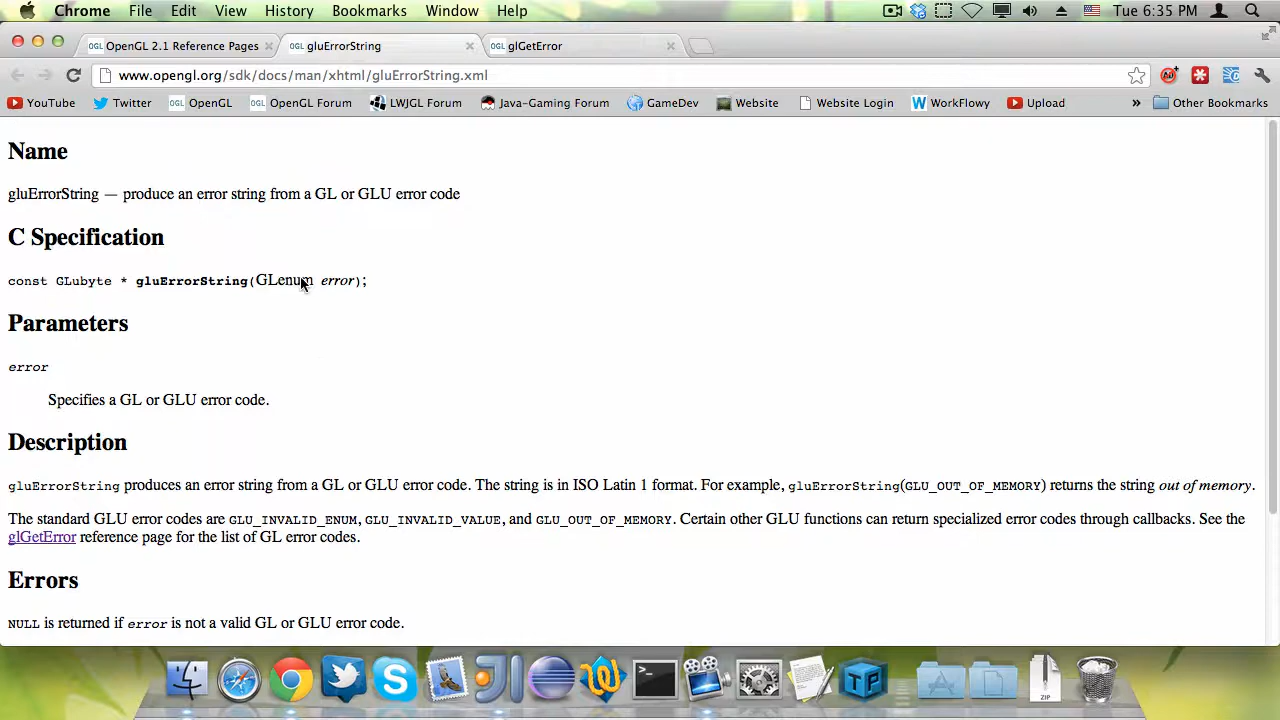 Chrome File Edit View History Bookmarks Window Help Tue 6:35 PM
OGL OpenGL 2.1 Reference Pages OGL gluErrorString OGL glGetError
www.opengl.org/sdk/docs/man/xhtml/gluErrorString.xml
YouTube Twitter OGL OpenGL OGL OpenGL Forum LWJGL Forum Java-Gaming Forum GameDev Website Website Login W WorkFlowy Upload » Other Bookmarks
Name
gluErrorString — produce an error string from a GL or GLU error code
C Specification
const GLubyte * gluErrorString(GLenum error);
Parameters
error
Specifies a GL or GLU error code.
Description
gluErrorString produces an error string from a GL or GLU error code. The string is in ISO Latin 1 format. For example, gluErrorString(GLU_OUT_OF_MEMORY) returns the string out of memory.
The standard GLU error codes are GLU_INVALID_ENUM, GLU_INVALID_VALUE, and GLU_OUT_OF_MEMORY. Certain other GLU functions can return specialized error codes through callbacks. See the
glGetError reference page for the list of GL error codes.
Errors
NULL is returned if error is not a valid GL or GLU error code.
S TP ZIP